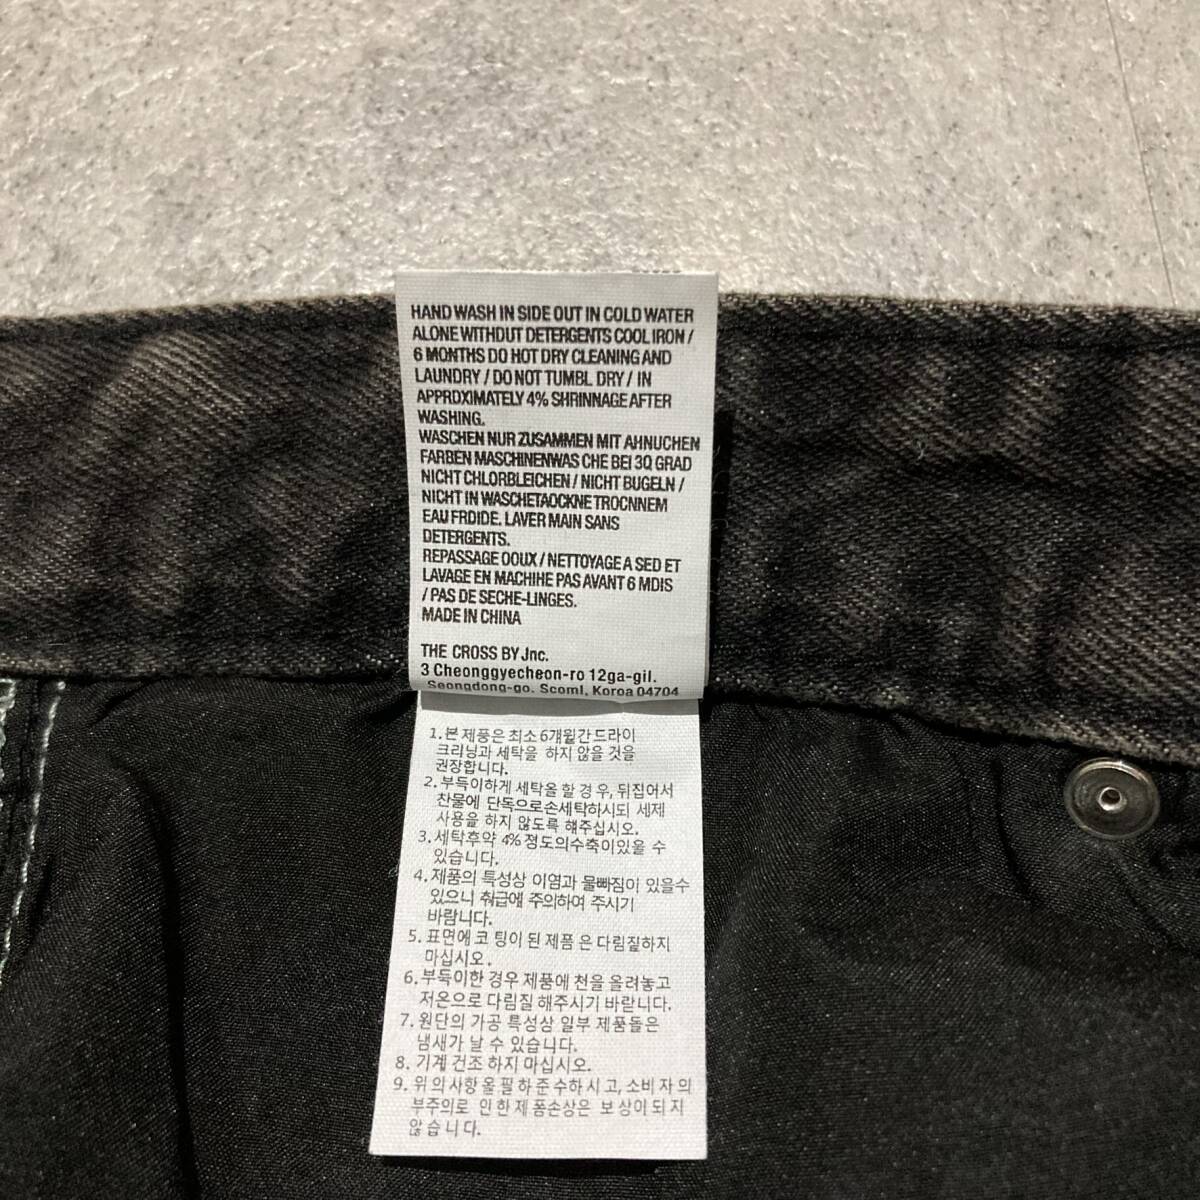 HAND WASH IN SIDE OUT IN COLD WATER
ALONE WITHDUT DETERGENTS COOL IRON /
6 MONTHS DO HOT DRY CLEANING AND
LAUNDRY / DO NOT TUMBL DRY / IN
APPRDXIMATELY 4% SHRINNAGE AFTER
WASHING.
WASCHEN NUR ZUSAMMEN MIT AHNUCHEN
FARBEN MASCHINENWAS CHE BEI 3Q GRAD
NICHT CHLORBLEICHEN / NICHT BUGELN /
NICHT IN WASCHETAOCKNE TROCNNEM
EAU FRDIDE. LAVER MAIN SANS
DETERGENTS.
REPASSAGE OOUX / NETTOYAGE A SED ET
LAVAGE EN MACHIHE PAS AVANT 6 MDIS
/ PAS DE SECHE-LINGES.
MADE IN CHINA
THE CROSS BY Jnc.
3 Cheonggyecheon-ro 12ga-gil.
Seongdong-go. Scoml, Koroa 04704
1. 본 제품은 최소 6개월간 드라이
크리닝과 세탁을 하지 않을 것을
권장합니다.
2. 부득이하게 세탁올 할 경우, 뒤집어서
찬물에 단독으로손세탁하시되 세제
사용을 하지 않도륵 해주십시오.
3. 세탁후약 4% 졍도의수축이있을 수
있습니다.
4. 제품의 특성상 이염과 물빠짐이 있을수
있으니 춰급에 주의하여 주시기
바람니다.
5. 표면에 코 팅이 된 제폼 은 다림짙하지
마십시오.
6. 부득이한 경우 제품에 천을 올려놓고
저온으로 다림질 해주시기 바랍니다.
7. 원단의 가공 특성상 일부 제품돌은
냄새가 날 수 있습니다.
8. 기계 건조 하지 마십시오.
9. 위 의 사항 올 필 하 준 수하 시 고, 소비 자 의
부주의로 인 한 제 폼손상은 보 상이 되 지
않 습 니 다.